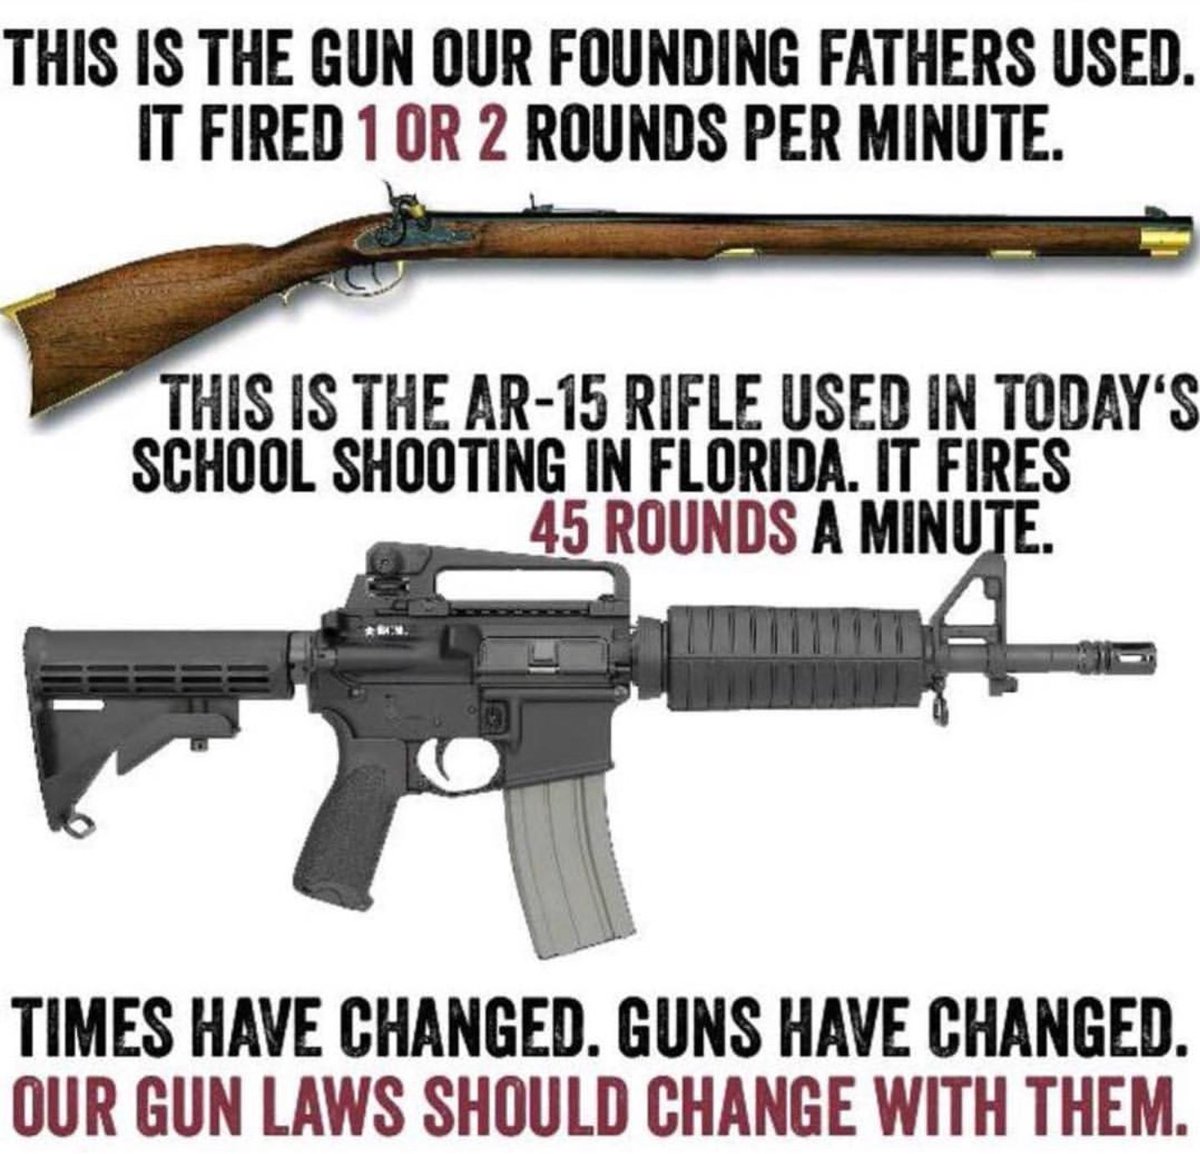 THIS IS THE GUN OUR FOUNDING FATHERS USED.
IT FIRED 1 OR 2 ROUNDS PER MINUTE.
THIS IS THE AR-15 RIFLE USED IN TODAY'S
SCHOOL SHOOTING IN FLORIDA. IT FIRES
45 ROUNDS A MINUTE.
TIMES HAVE CHANGED. GUNS HAVE CHANGED.
OUR GUN LAWS SHOULD CHANGE WITH THEM.